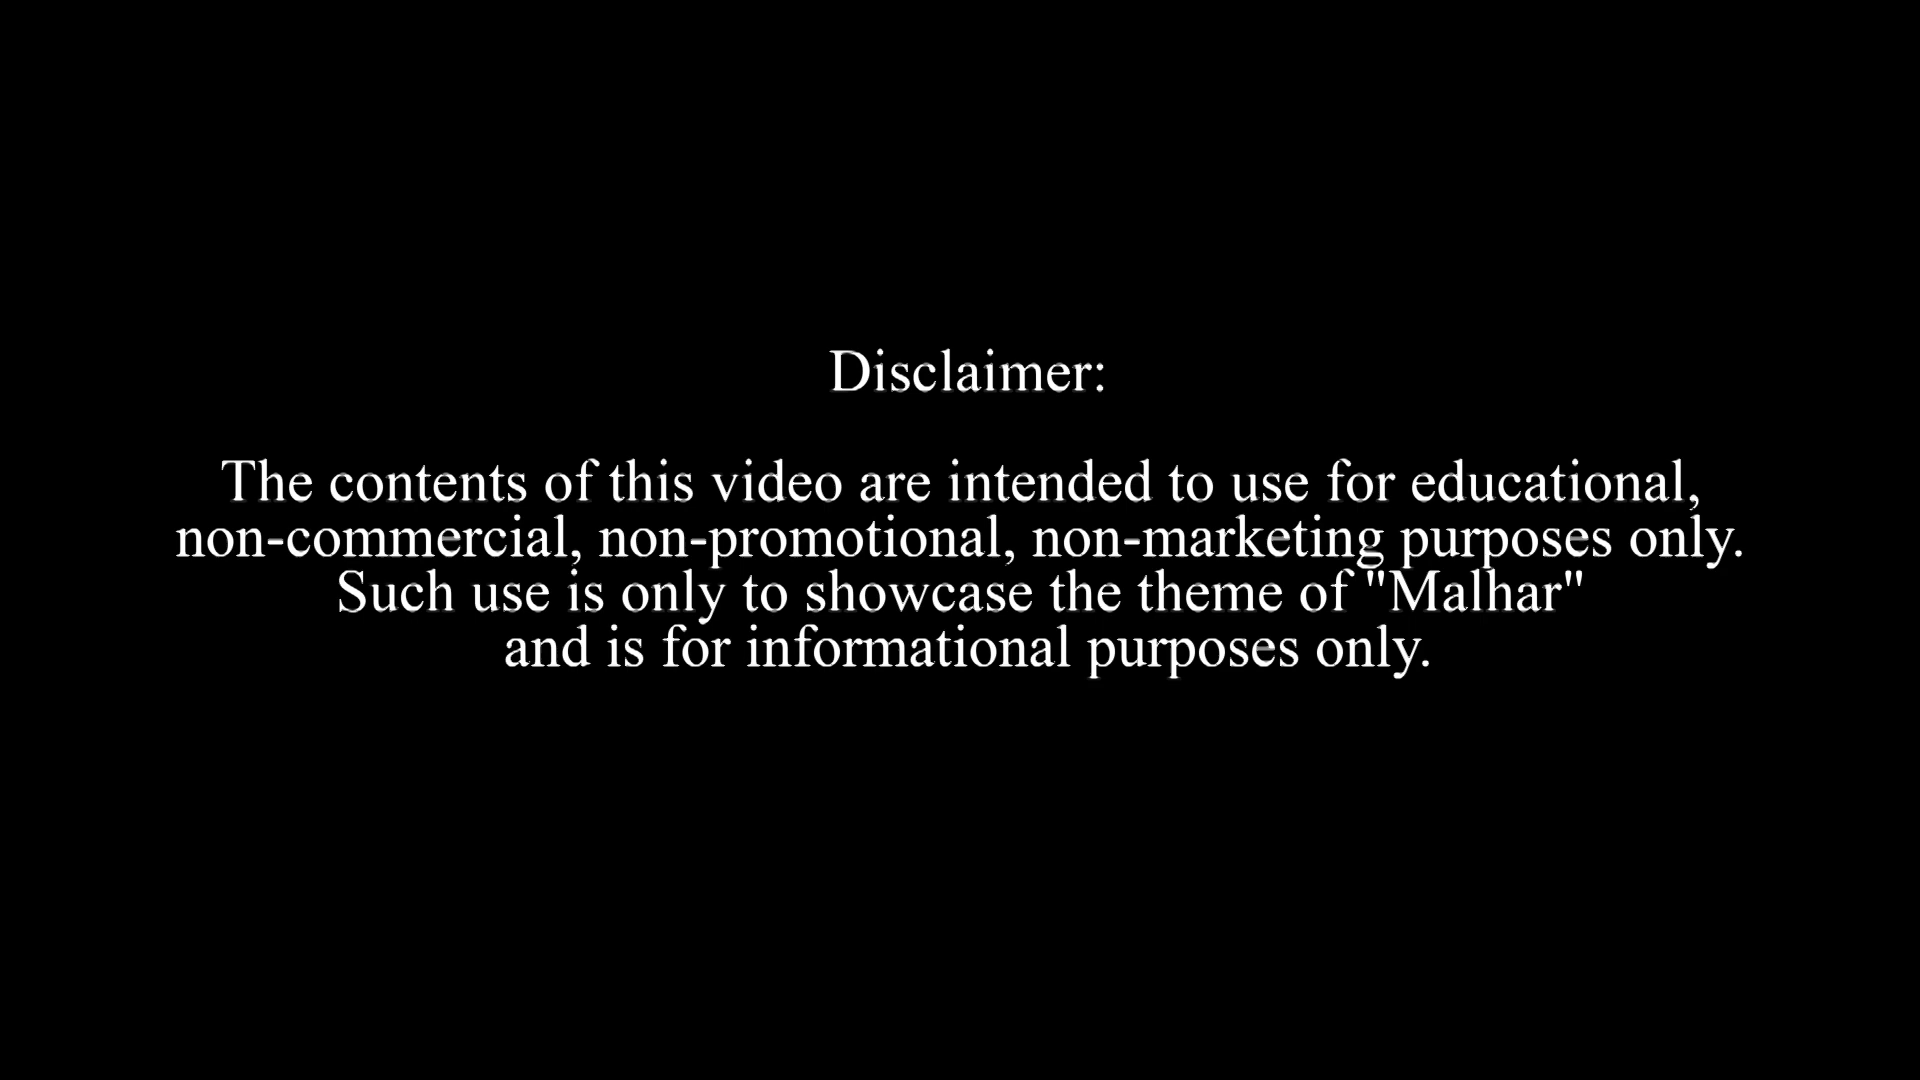 Disclaimer:
The contents of this video are intended to use for educational,
non-commercial, non-promotional, non-marketing purposes only.
Such use is only to showcase the theme of "Malhar"
and is for informational purposes only.